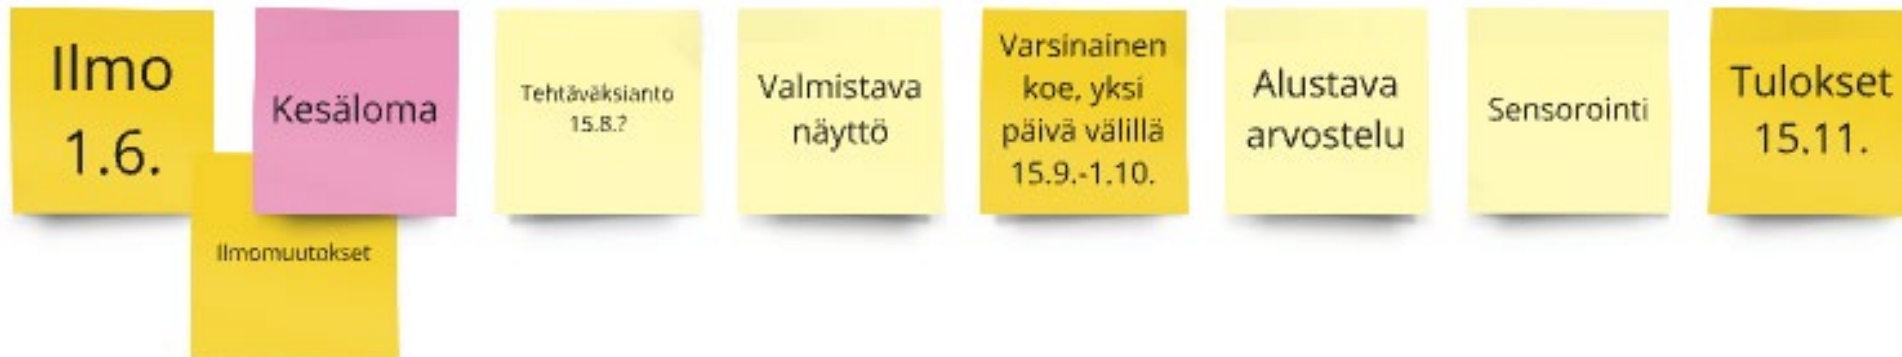 Ilmo
1.6.
Ilmomuutokset
Kesäloma
Tehtäväksianto
15.8.?
Valmistava
näyttö
Varsinainen
koe, yksi
päivä välillä
15.9.-1.10.
Alustava
arvostelu
Sensorointi
Tulokset
15.11.